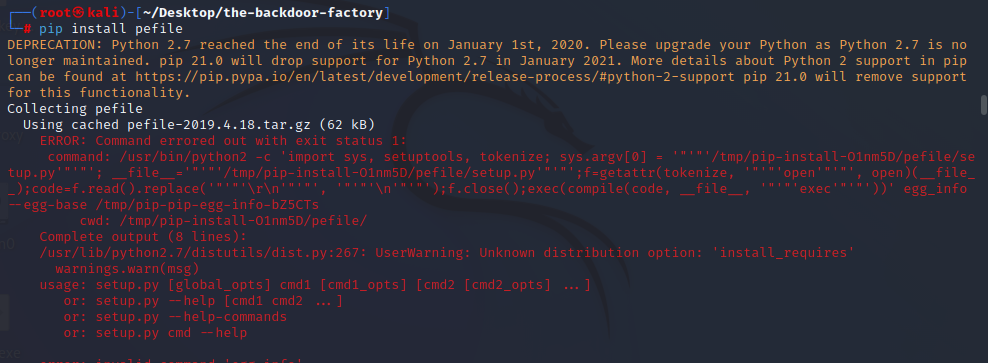 ┌──(root㉿kali)-[~/Desktop/the-backdoor-factory]
└─# pip install pefile
DEPRECATION: Python 2.7 reached the end of its life on January 1st, 2020. Please upgrade your Python as Python 2.7 is no
longer maintained. pip 21.0 will drop support for Python 2.7 in January 2021. More details about Python 2 support in pip
can be found at https://pip.pypa.io/en/latest/development/release-process/#python-2-support pip 21.0 will remove support
for this functionality.
Collecting pefile
  Using cached pefile-2019.4.18.tar.gz (62 kB)
    ERROR: Command errored out with exit status 1:
     command: /usr/bin/python2 -c 'import sys, setuptools, tokenize; sys.argv[0] = '"'"'/tmp/pip-install-O1nm5D/pefile/se
tup.py'"'"'; __file__='"'"'/tmp/pip-install-O1nm5D/pefile/setup.py'"'"';f=getattr(tokenize, '"'"'open'"'"', open)(__file_
_);code=f.read().replace('"'"'\r\n'"'"', '"'"'\n'"'"');f.close();exec(compile(code, __file__, '"'"'exec'"'"'))' egg_info
--egg-base /tmp/pip-pip-egg-info-bZ5CTs
         cwd: /tmp/pip-install-O1nm5D/pefile/
    Complete output (8 lines):
    /usr/lib/python2.7/distutils/dist.py:267: UserWarning: Unknown distribution option: 'install_requires'
      warnings.warn(msg)
    usage: setup.py [global_opts] cmd1 [cmd1_opts] [cmd2 [cmd2_opts] ...]
       or: setup.py --help [cmd1 cmd2 ...]
       or: setup.py --help-commands
       or: setup.py cmd --help
    error: invalid command 'egg_info'